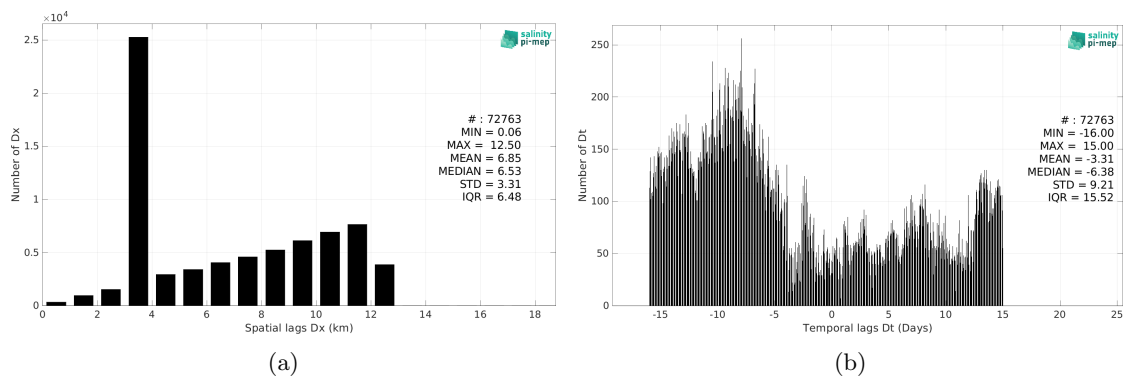 ×10⁴
2.5
2
1.5
1
0.5
0
Number of Dx
salinity
pi-mep
# : 72763
MIN = 0.06
MAX = 12.50
MEAN = 6.85
MEDIAN = 6.53
STD = 3.31
IQR = 6.48
0 2 4 6 8 10 12 14 16 18
Spatial lags Dx (km)
(a)
250
200
150
100
50
0
Number of Dt
salinity
pi-mep
# : 72763
MIN = -16.00
MAX = 15.00
MEAN = -3.31
MEDIAN = -6.38
STD = 9.21
IQR = 15.52
-15 -10 -5 0 5 10 15 20 25
Temporal lags Dt (Days)
(b)